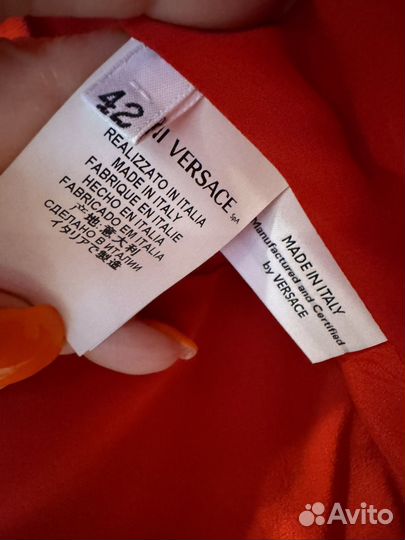 42
NI VERSACE SpA
REALIZZATO IN ITALIA
MADE IN ITALY
FABRIQUE EN ITALIE
HECHO EN ITALIA
FABRICADO EM ITALIA
产地 意大利
СДЕЛАНО В ИТАЛИИ
イタリアで製造
MADE IN ITALY
Manufactured and Certified
by VERSACE
Avito